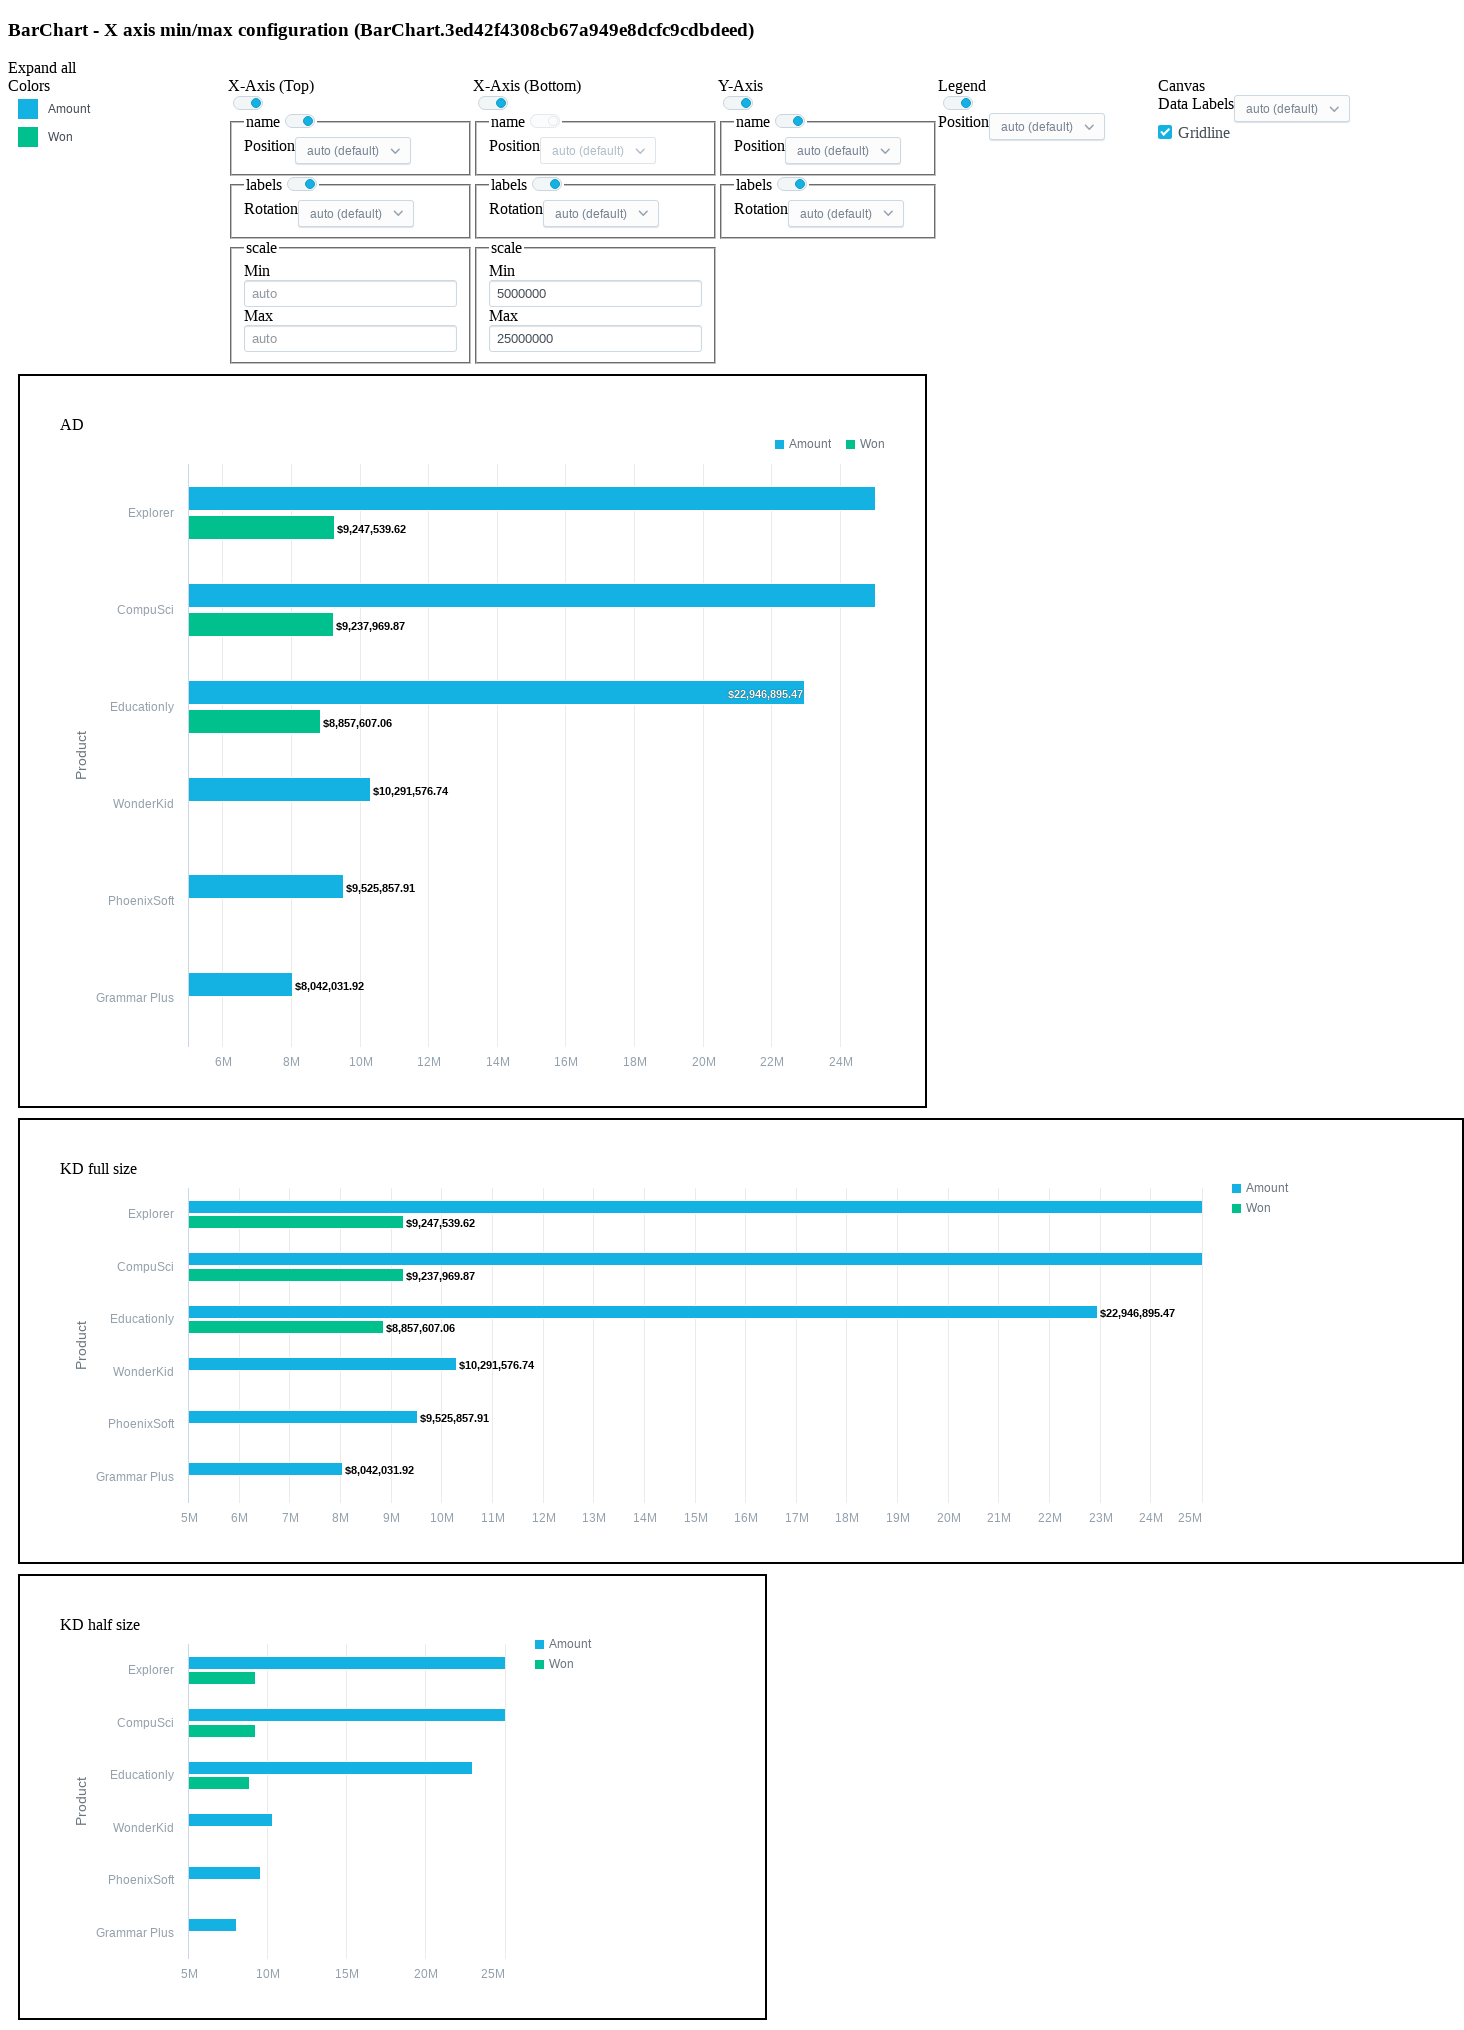 BarChart - X axis min/max configuration (BarChart.3ed42f4308cb67a949e8dcfc9cdbdeed)
Expand all
Colors
Amount
Won
X-Axis (Top)
name
Position auto (default)
labels
Rotation auto (default)
scale
Min
auto
Max
auto
X-Axis (Bottom)
name
Position auto (default)
labels
Rotation auto (default)
scale
Min
5000000
Max
25000000
Y-Axis
name
Position auto (default)
labels
Rotation auto (default)
Legend
Position auto (default)
Canvas
Data Labels auto (default)
Gridline
AD
Amount Won
Product
Explorer
$9,247,539.62
CompuSci
$9,237,969.87
Educationly
$22,946,895.47
$8,857,607.06
WonderKid
$10,291,576.74
PhoenixSoft
$9,525,857.91
Grammar Plus
$8,042,031.92
6M 8M 10M 12M 14M 16M 18M 20M 22M 24M
KD full size
Amount
Won
Product
Explorer
$9,247,539.62
CompuSci
$9,237,969.87
Educationly
$22,946,895.47
$8,857,607.06
WonderKid
$10,291,576.74
PhoenixSoft
$9,525,857.91
Grammar Plus
$8,042,031.92
5M 6M 7M 8M 9M 10M 11M 12M 13M 14M 15M 16M 17M 18M 19M 20M 21M 22M 23M 24M 25M
KD half size
Amount
Won
Product
Explorer
CompuSci
Educationly
WonderKid
PhoenixSoft
Grammar Plus
5M 10M 15M 20M 25M